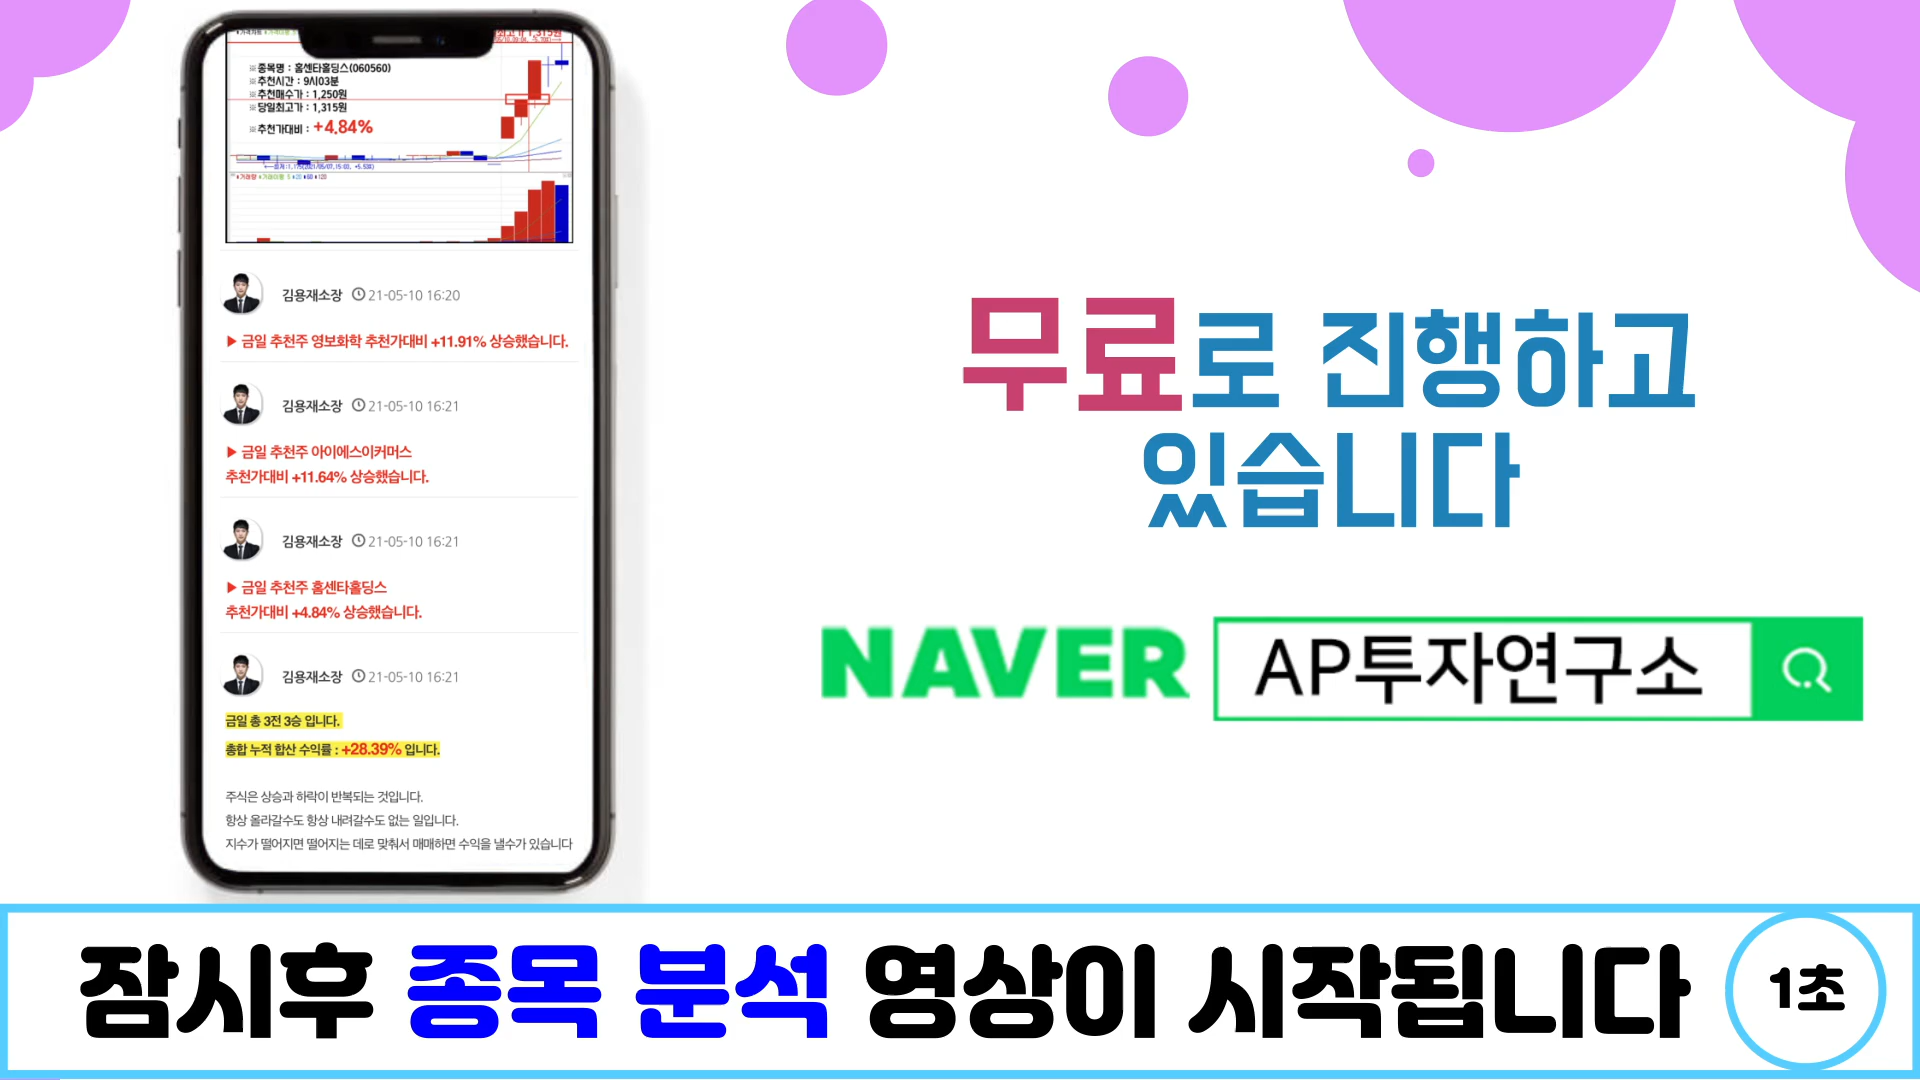 ※종목명 : 홈센타홀딩스(060560)
※추천시간 : 9시03분
※추천매수가 : 1,250원
※당일최고가 : 1,315원
※추천가대비 : +4.84%
김용재소장 21-05-10 16:20
▶ 금일 추천주 영보화학 추천가대비 +11.91% 상승했습니다.
김용재소장 21-05-10 16:21
▶ 금일 추천주 아이에스이커머스
추천가대비 +11.64% 상승했습니다.
김용재소장 21-05-10 16:21
▶ 금일 추천주 홈센타홀딩스
추천가대비 +4.84% 상승했습니다.
김용재소장 21-05-10 16:21
금일 총 3전 3승 입니다.
총합 누적 합산 수익률 : +28.39% 입니다.
주식은 상승과 하락이 반복되는 것입니다.
항상 올라갈수도 항상 내려갈수도 없는 일입니다.
지수가 떨어지면 떨어지는 데로 맞춰서 매매하면 수익을 낼수가 있습니다
무료로 진행하고
있습니다
NAVER AP투자연구소
잠시후 종목 분석 영상이 시작됩니다 1초